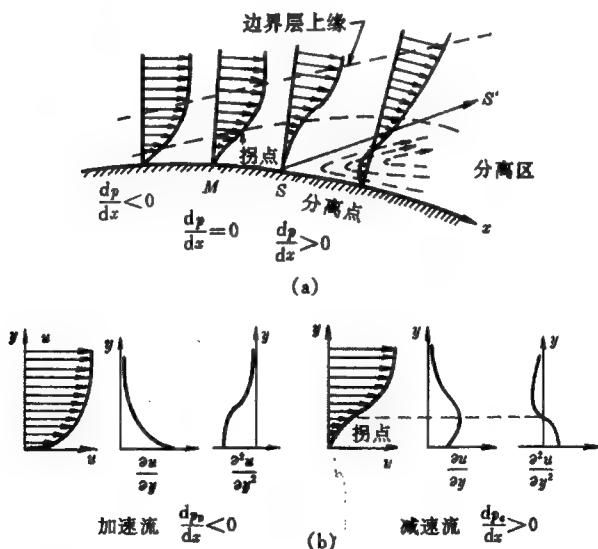 边界层上缘
S'
拐点
分离区
M
S
分离点
x
dp/dx<0
dp/dx=0
dp/dx>0
(a)
y
u
y
y
y
y
y
拐点
u
∂u/∂y
∂²u/∂y²
u
∂u/∂y
∂²u/∂y²
加速流 dpₑ/dx<0
(b)
减速流 dpₑ/dx>0